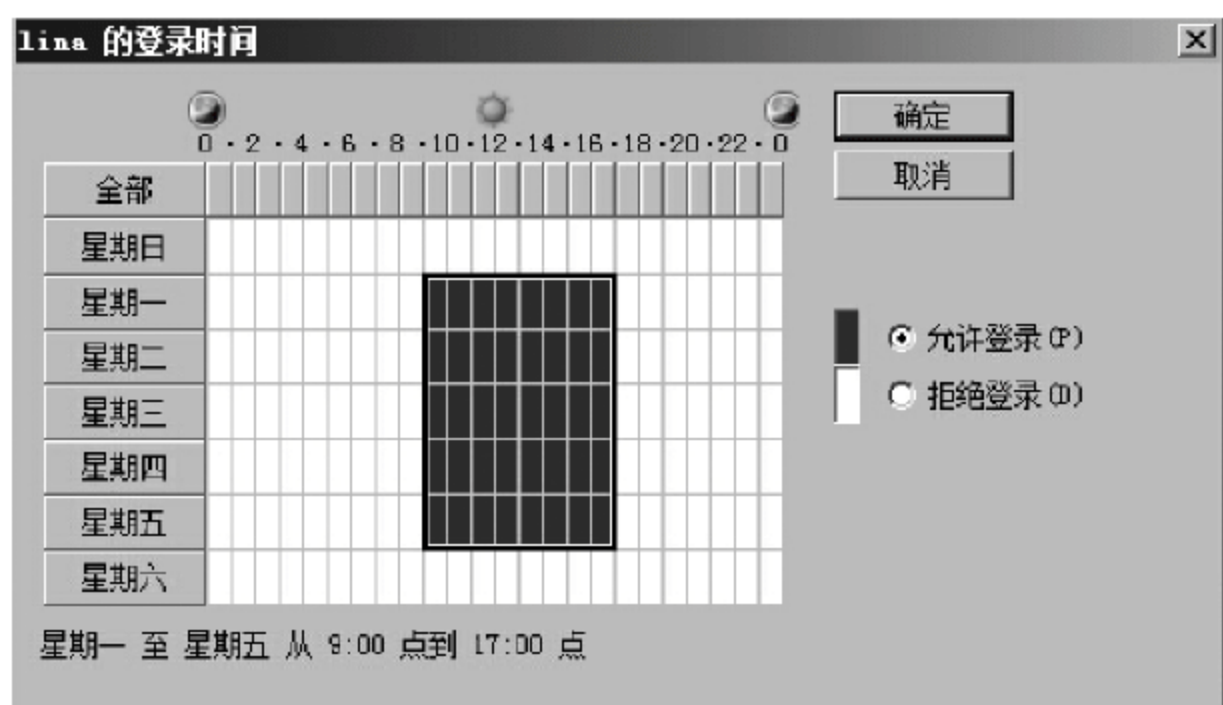 lina 的登录时间
0 · 2 · 4 · 6 · 8 · 10 · 12 · 14 · 16 · 18 · 20 · 22 · 0
确定
取消
全部
星期日
星期一
星期二
星期三
星期四
星期五
星期六
允许登录(P)
拒绝登录(D)
星期一 至 星期五 从 9:00 点到 17:00 点